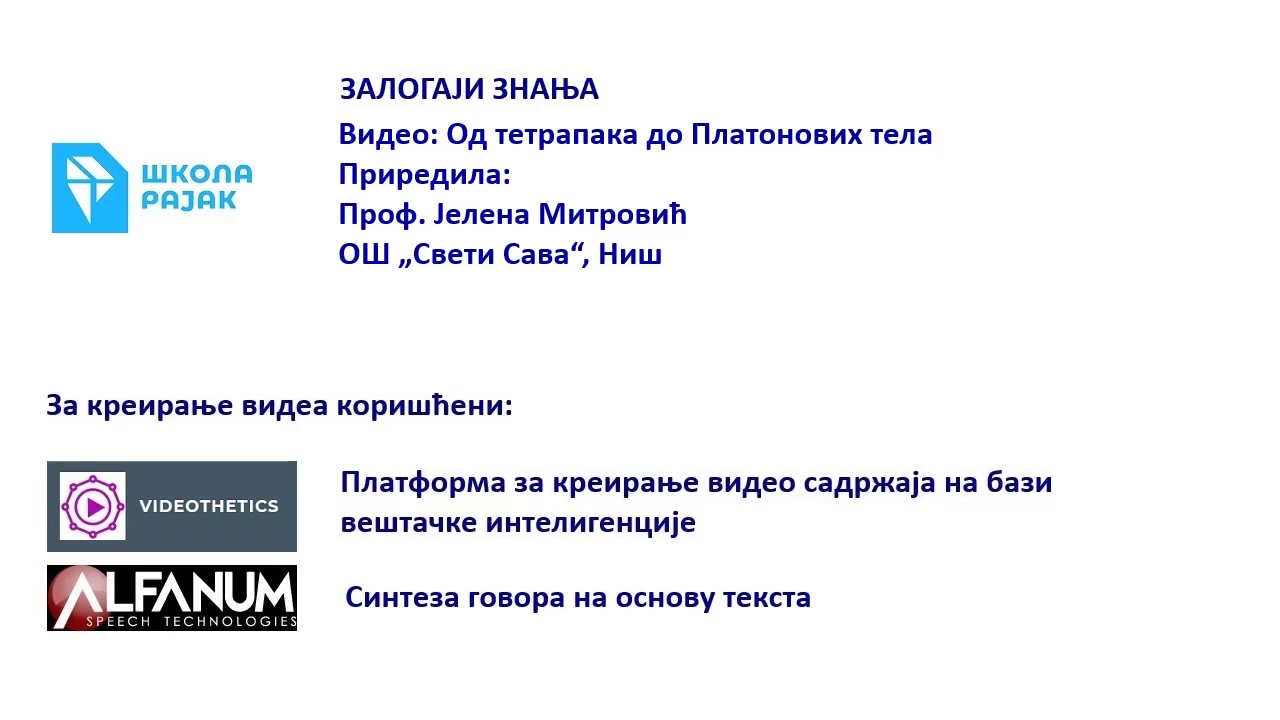 ЗАЛОГАЈИ ЗНАЊА
Видео: Од тетрапака до Платонових тела
Приредила:
Проф. Јелена Митровић
ОШ „Свети Сава“, Ниш
ШКОЛА
РАЈАК
За креирање видеа коришћени:
VIDEOTHETICS
Платформа за креирање видео садржаја на бази
вештачке интелигенције
ALFANUM
SPEECH TECHNOLOGIES
Синтеза говора на основу текста